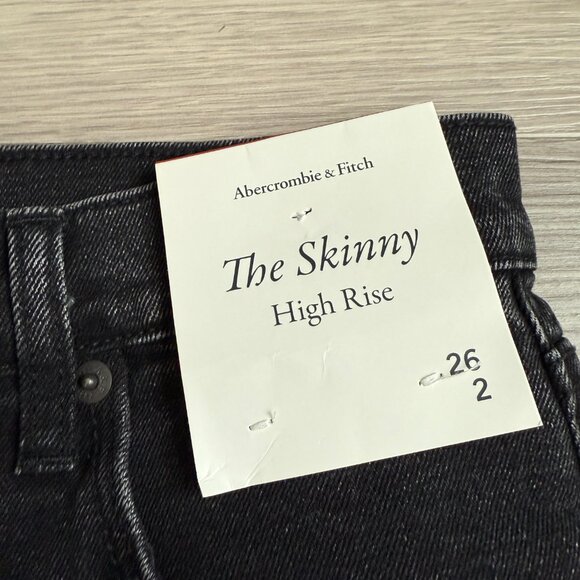 Abercrombie & Fitch
The Skinny
High Rise
26
2